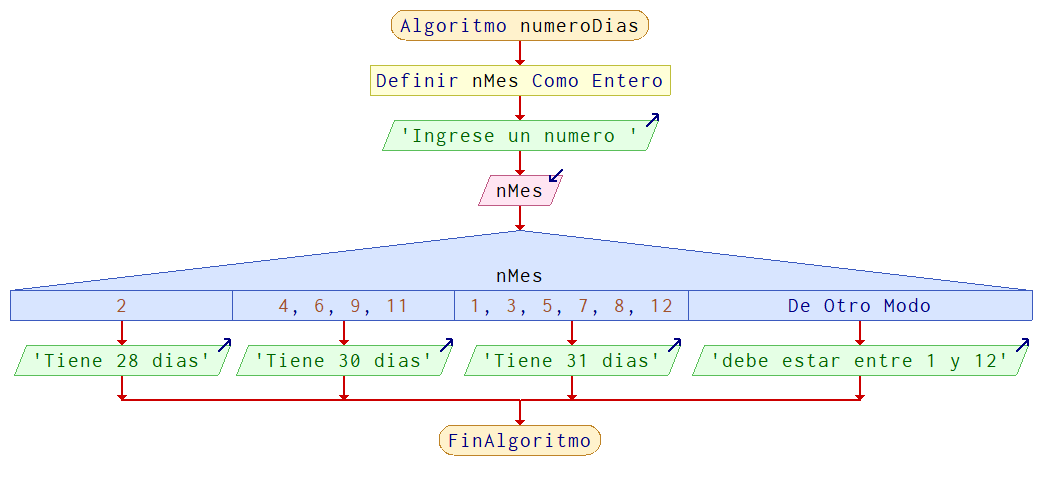 Algoritmo numeroDias
Definir nMes Como Entero
'Ingrese un numero '
nMes
nMes
2
4, 6, 9, 11
1, 3, 5, 7, 8, 12
De Otro Modo
'Tiene 28 dias'
'Tiene 30 dias'
'Tiene 31 dias'
'debe estar entre 1 y 12'
FinAlgoritmo